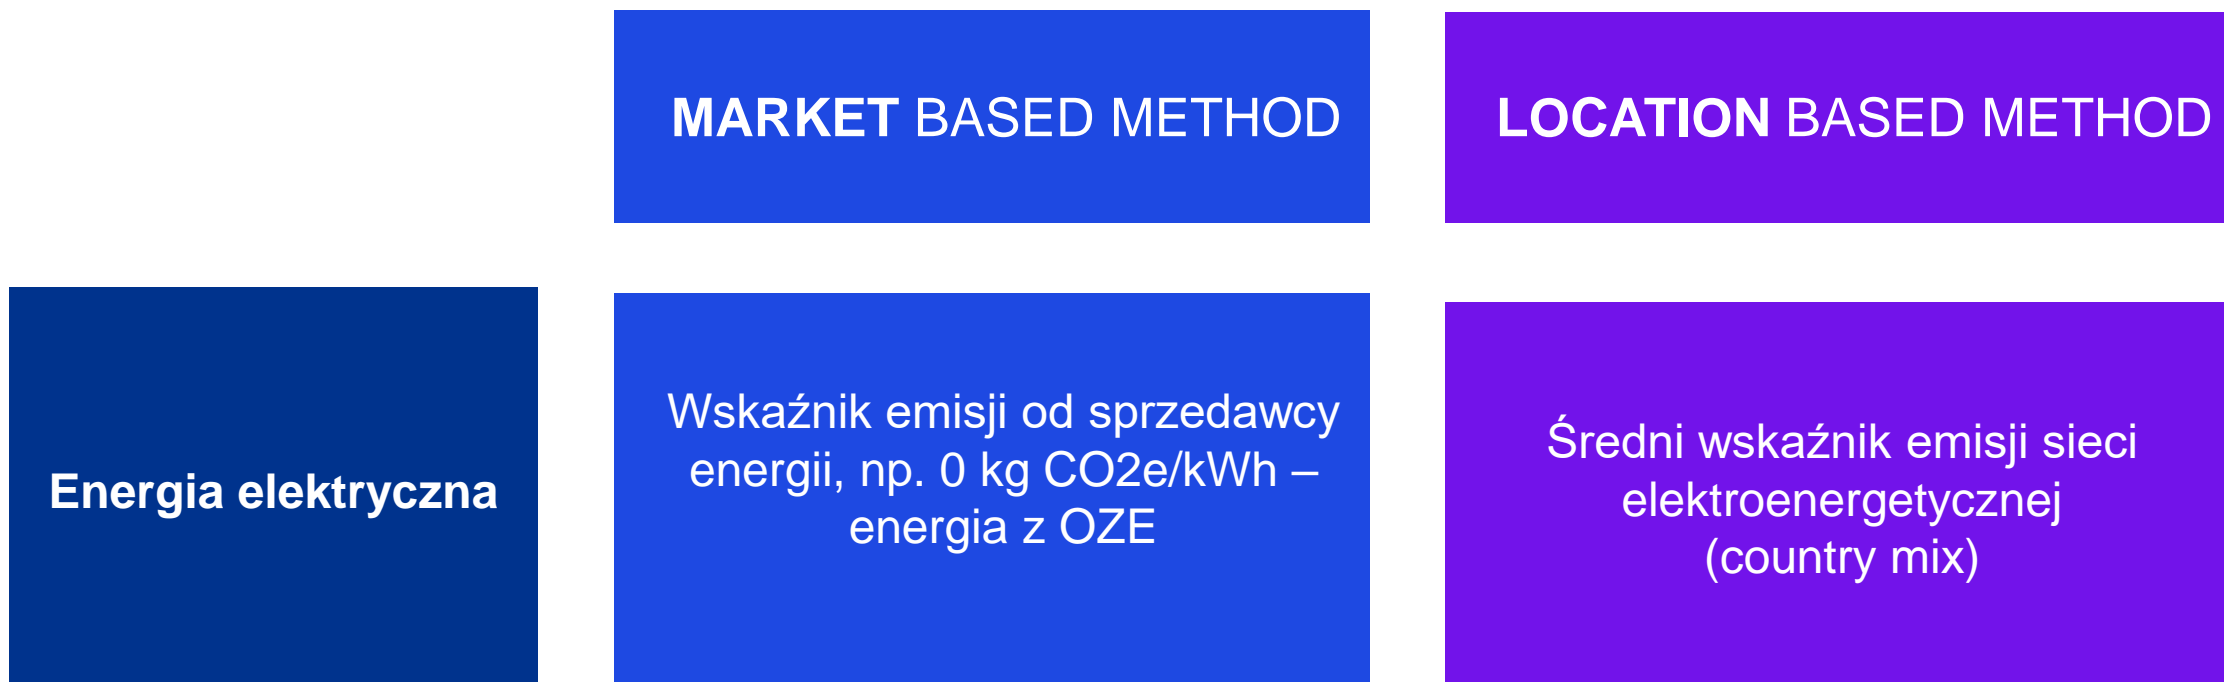 MARKET BASED METHOD
LOCATION BASED METHOD
Energia elektryczna
Wskaźnik emisji od sprzedawcy
energii, np. 0 kg CO2e/kWh –
energia z OZE
Średni wskaźnik emisji sieci
elektroenergetycznej
(country mix)